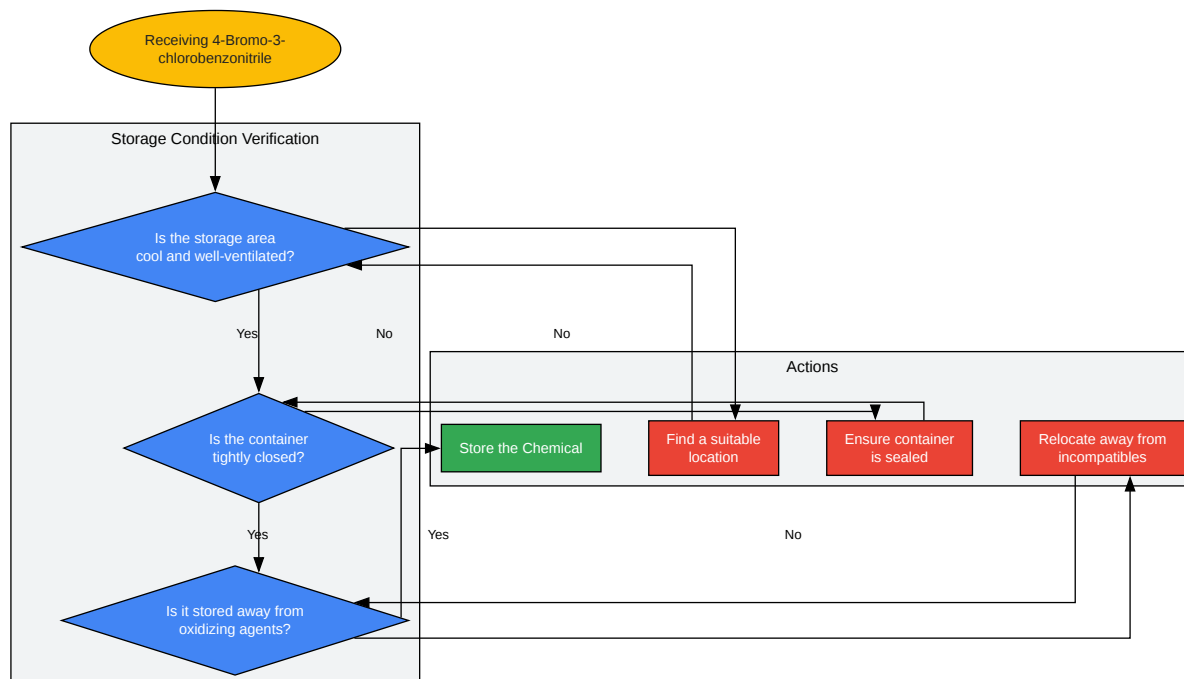 Receiving 4-Bromo-3-
chlorobenzonitrile
Storage Condition Verification
Is the storage area
cool and well-ventilated?
Yes
No
No
Actions
Is the container
tightly closed?
Store the Chemical
Find a suitable
location
Ensure container
is sealed
Relocate away from
incompatibles
Yes
Yes
No
Is it stored away from
oxidizing agents?